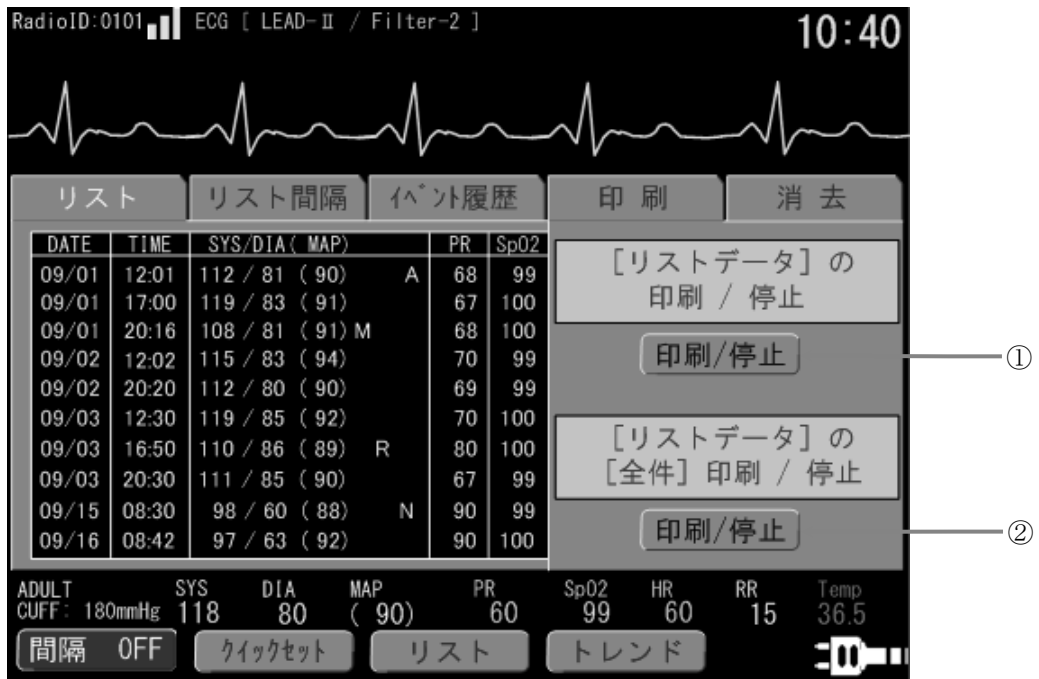 RadioID:0101 ECG [ LEAD-Ⅱ / Filter-2 ] 10:40
リスト リスト間隔 イベント履歴 印 刷 消 去
DATE TIME SYS/DIA( MAP) PR SpO2
09/01 12:01 112 / 81 ( 90) A 68 99
09/01 17:00 119 / 83 ( 91) 67 100
09/01 20:16 108 / 81 ( 91) M 68 100
09/02 12:02 115 / 83 ( 94) 70 99
09/02 20:20 112 / 80 ( 90) 69 99
09/03 12:30 119 / 85 ( 92) 70 100
09/03 16:50 110 / 86 ( 89) R 80 100
09/03 20:30 111 / 85 ( 90) 67 99
09/15 08:30 98 / 60 ( 88) N 90 99
09/16 08:42 97 / 63 ( 92) 90 100
[リストデータ] の
印刷 / 停止
印刷/停止
①
[リストデータ] の
[全件] 印刷 / 停止
印刷/停止
②
ADULT SYS DIA MAP PR SpO2 HR RR Temp
CUFF: 180mmHg 118 80 ( 90) 60 99 60 15 36.5
間隔 OFF クイックセット リスト トレンド